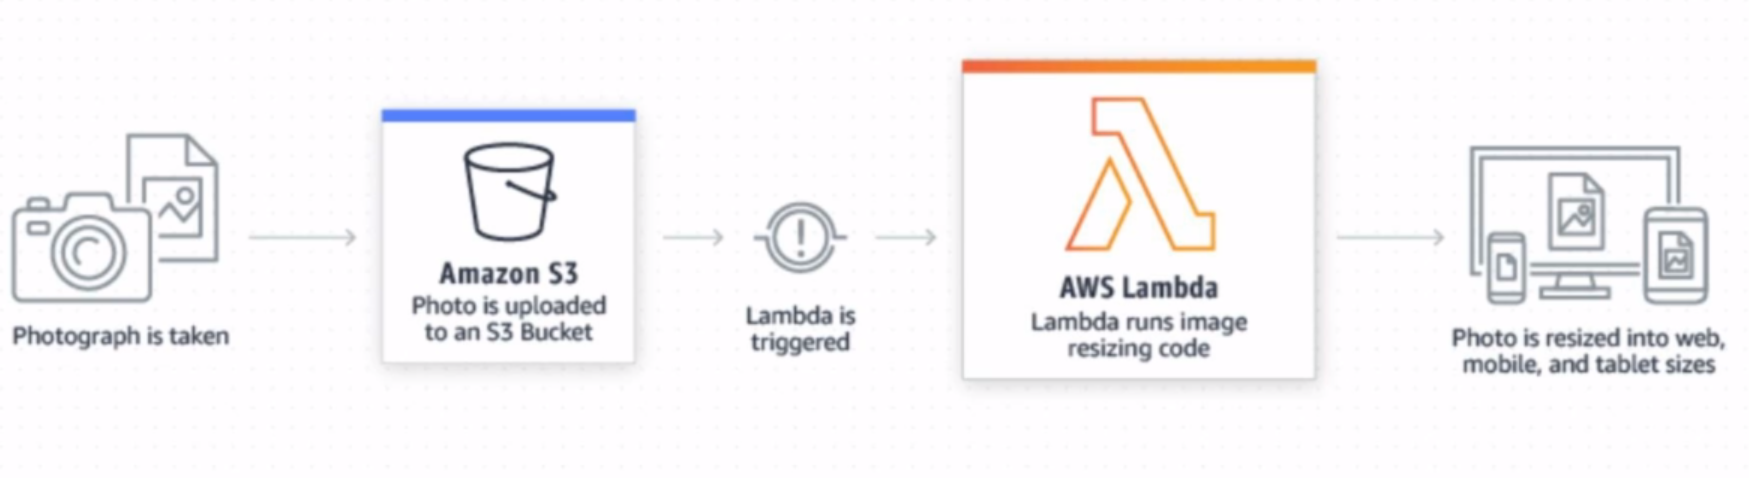 Photograph is taken
Amazon S3
Photo is uploaded
to an S3 Bucket
Lambda is
triggered
AWS Lambda
Lambda runs image
resizing code
Photo is resized into web,
mobile, and tablet sizes